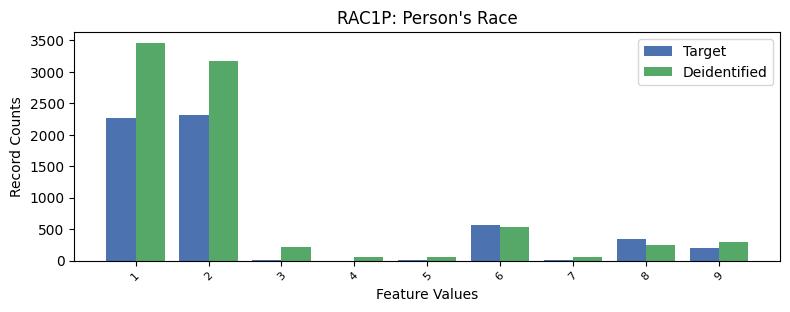 RAC1P: Person's Race
Target
Deidentified
Record Counts
3500
3000
2500
2000
1500
1000
500
0
1 2 3 4 5 6 7 8 9
Feature Values